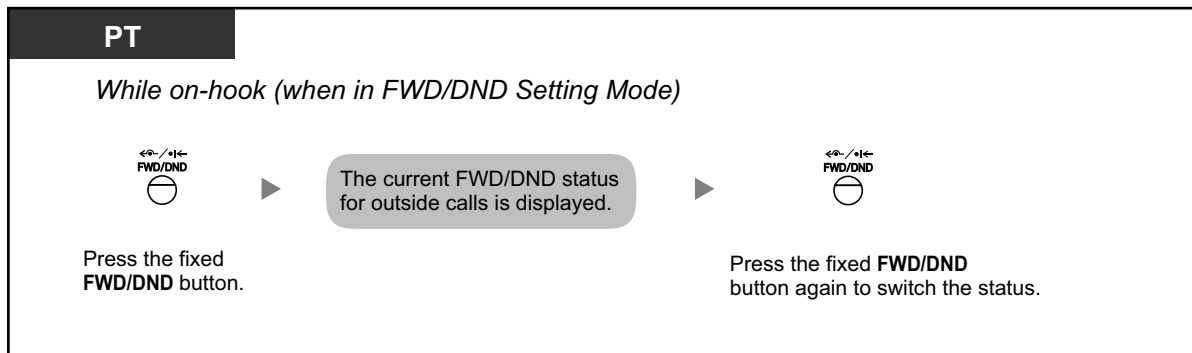 PT
While on-hook (when in FWD/DND Setting Mode)
FWD/DND
The current FWD/DND status
for outside calls is displayed.
FWD/DND
Press the fixed
FWD/DND button.
Press the fixed FWD/DND
button again to switch the status.